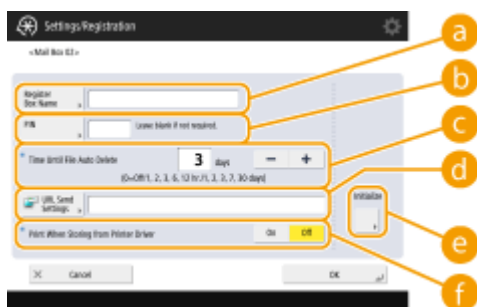 Settings/Registration
<Mail Box 02>
a
Register
Box Name
b
PIN
Leave blank if not required.
c
* Time Until File Auto Delete
3 days
− +
(0=Off/1, 2, 3, 6, 12 hr./1, 2, 3, 7, 30 days)
d
URL Send
Settings
Initialize
e
* Print When Storing from Printer Driver
On Off
f
× Cancel
OK